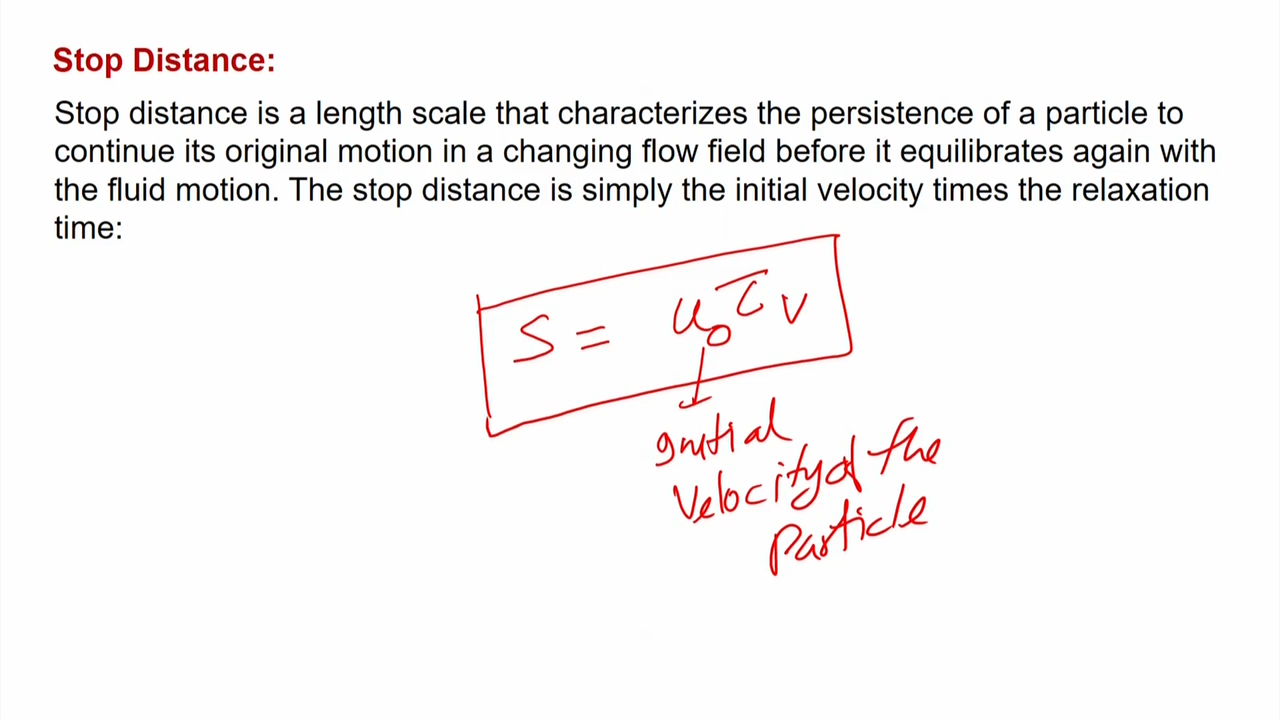 Stop Distance:
Stop distance is a length scale that characterizes the persistence of a particle to
continue its original motion in a changing flow field before it equilibrates again with
the fluid motion. The stop distance is simply the initial velocity times the relaxation
time:
S = u₀τᵥ
Initial
Velocity of the
Particle